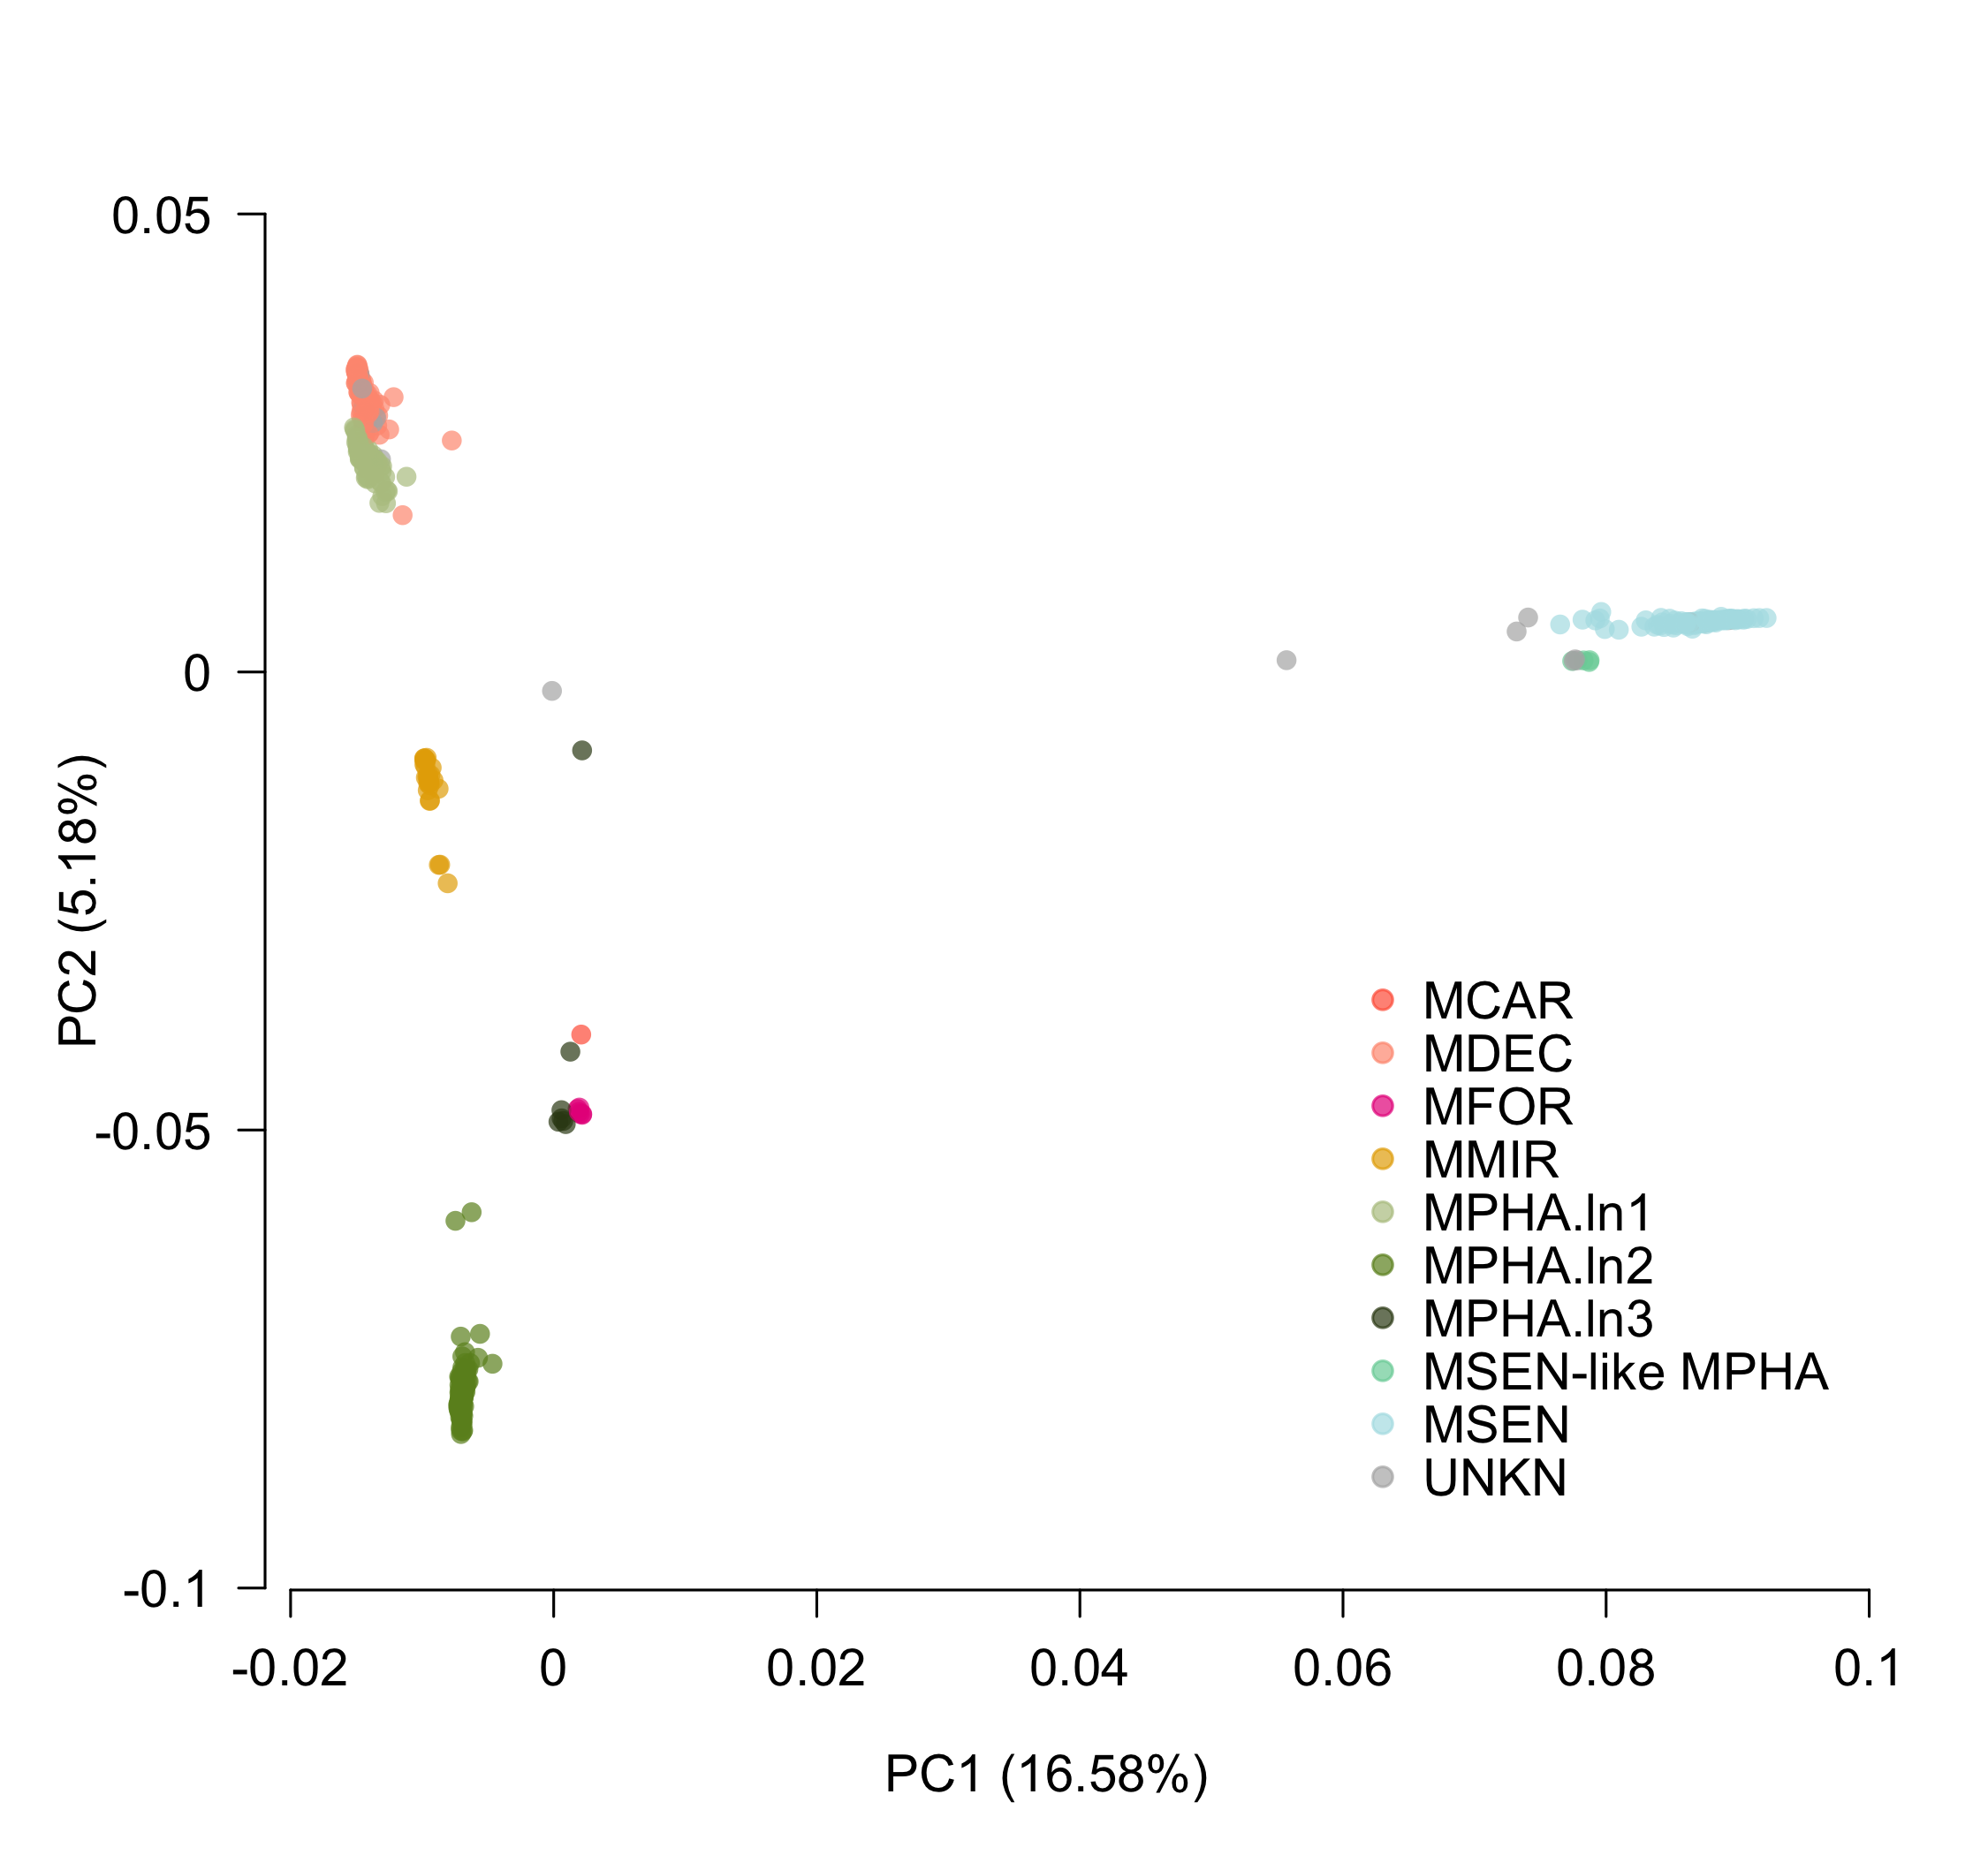 0.05
0
-0.05
-0.1
PC2 (5.18%)
MCAR
MDEC
MFOR
MMIR
MPHA.ln1
MPHA.ln2
MPHA.ln3
MSEN-like MPHA
MSEN
UNKN
-0.02 0 0.02 0.04 0.06 0.08 0.1
PC1 (16.58%)